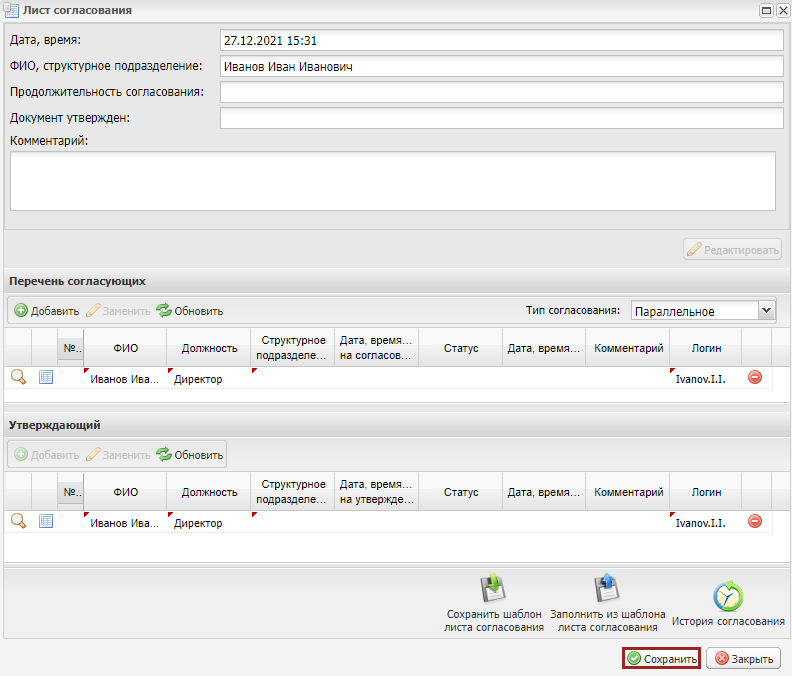 Лист согласования
Дата, время: 27.12.2021 15:31
ФИО, структурное подразделение: Иванов Иван Иванович
Продолжительность согласования:
Документ утвержден:
Комментарий:
Редактировать
Перечень согласующих
Добавить Заменить Обновить Тип согласования: Параллельное
№.. ФИО Должность Структурное подразделе... Дата, время... на согласов... Статус Дата, время... Комментарий Логин
Иванов Ива... Директор Ivanov.I.I.
Утверждающий
Добавить Заменить Обновить
№.. ФИО Должность Структурное подразделе... Дата, время... на утвержде... Статус Дата, время... Комментарий Логин
Иванов Ива... Директор Ivanov.I.I.
Сохранить шаблон листа согласования
Заполнить из шаблона листа согласования
История согласования
Сохранить Закрыть